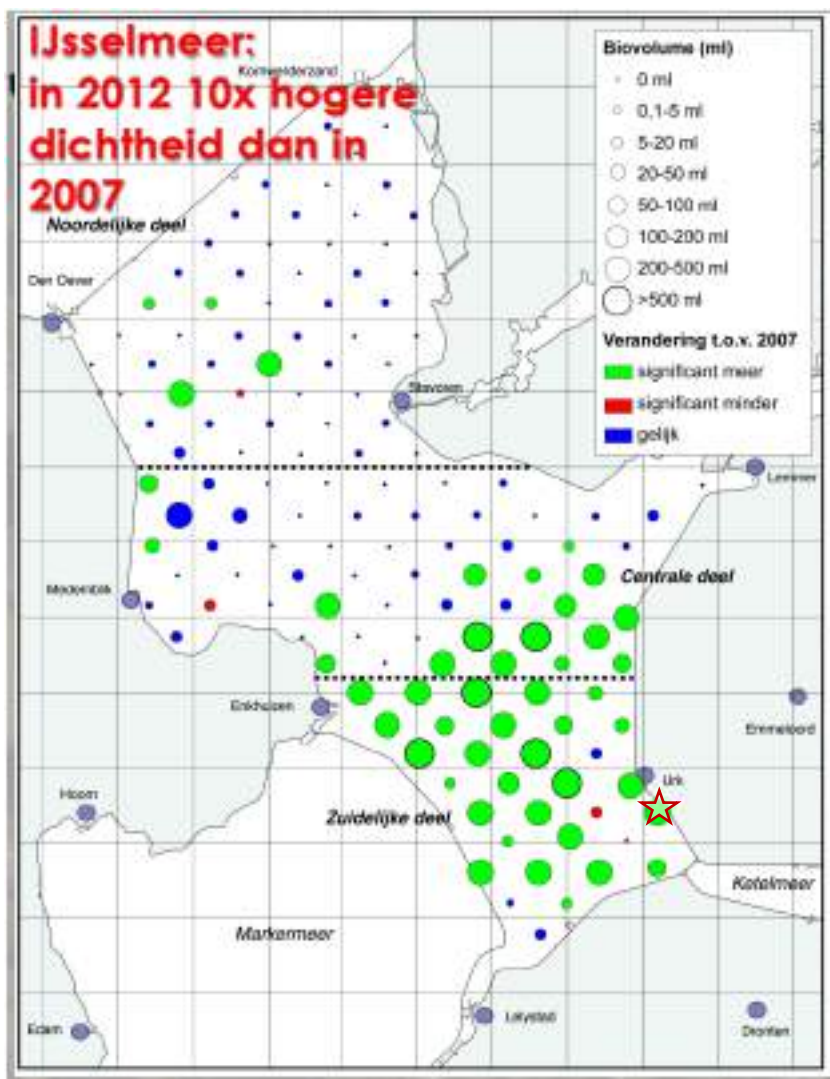 IJsselmeer:
in 2012 10x hogere
dichtheid dan in
2007
Kornwerderzand
Noordelijke deel
Den Oever
Stavoren
Lemmer
Medemblik
Centrale deel
Enkhuizen
Emmeloord
Urk
Hoorn
Zuidelijke deel
Ketelmeer
Markermeer
Lelystad
Edam
Dronten
Biovolume (ml)
0 ml
0,1-5 ml
5-20 ml
20-50 ml
50-100 ml
100-200 ml
200-500 ml
>500 ml
Verandering t.o.v. 2007
significant meer
significant minder
gelijk